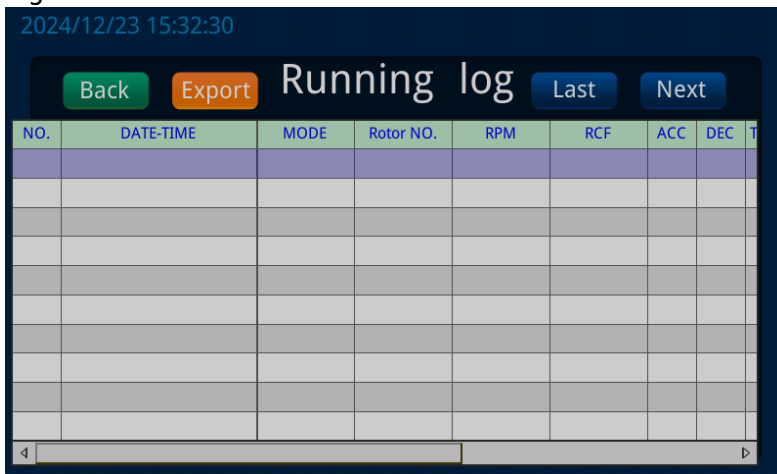 2024/12/23 15:32:30
Back Export Running log Last Next
NO. DATE-TIME MODE Rotor NO. RPM RCF ACC DEC T